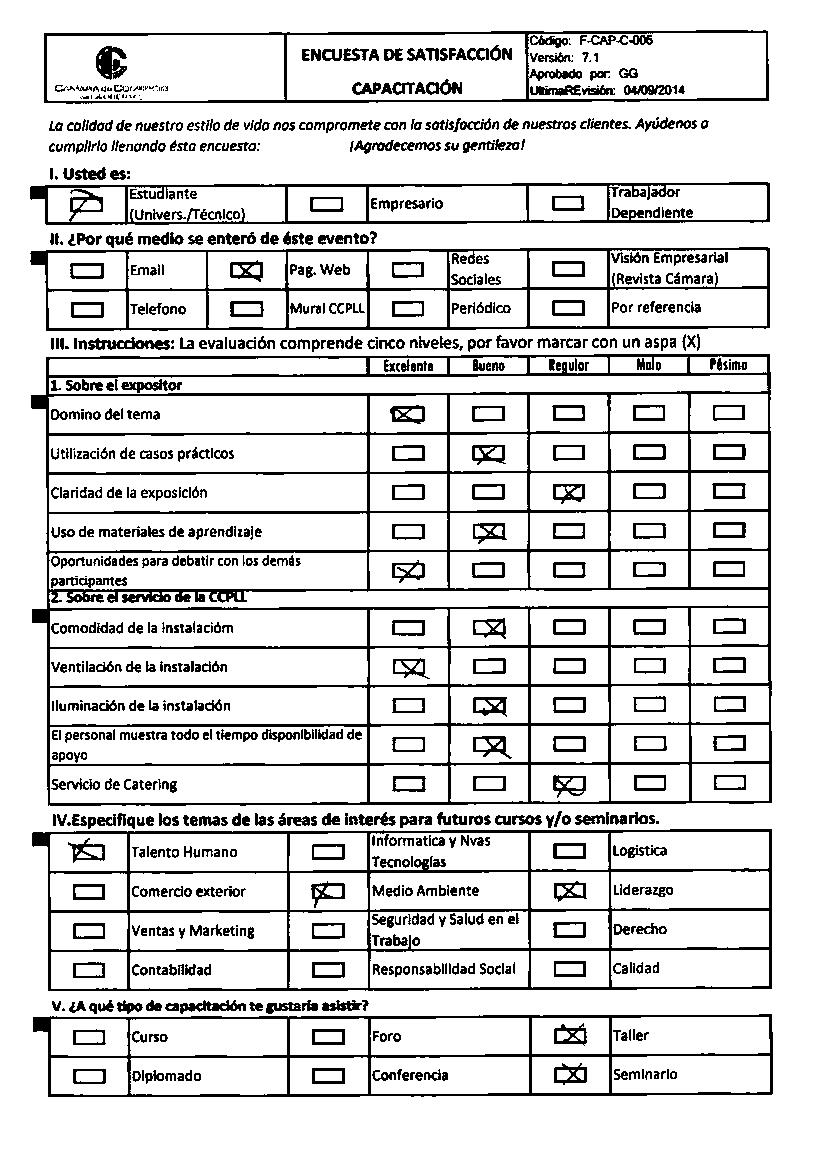 CÁMARA de COMERCIO
ENCUESTA DE SATISFACCIÓN
CAPACITACIÓN
Código: F-CAP-C-006
Versión: 7.1
Aprobado por: GG
UltimaREvisión: 04/09/2014
La calidad de nuestro estilo de vida nos compromete con la satisfacción de nuestros clientes. Ayúdenos a
cumplirlo llenando ésta encuesta: ¡Agradecemos su gentileza!
I. Usted es:
Estudiante
(Univers./Técnico)
Empresario
Trabajador
Dependiente
II. ¿Por qué medio se enteró de éste evento?
Email
Pag. Web
Redes
Sociales
Visión Empresarial
(Revista Cámara)
Telefono
Mural CCPLL
Periódico
Por referencia
III. Instrucciones: La evaluación comprende cinco niveles, por favor marcar con un aspa (X)
Excelente Bueno Regular Malo Pésimo
1. Sobre el expositor
Domino del tema
Utilización de casos prácticos
Claridad de la exposición
Uso de materiales de aprendizaje
Oportunidades para debatir con los demás
participantes
2. Sobre el servicio de la CCPLL
Comodidad de la instalacióm
Ventilación de la instalación
Iluminación de la instalación
El personal muestra todo el tiempo disponibilidad de
apoyo
Servicio de Catering
IV.Especifique los temas de las áreas de interés para futuros cursos y/o seminarios.
Talento Humano
Informatica y Nvas
Tecnologías
Logistica
Comercio exterior
Medio Ambiente
Liderazgo
Ventas y Marketing
Seguridad y Salud en el
Trabajo
Derecho
Contabilidad
Responsabilidad Social
Calidad
V. ¿A qué tipo de capacitación te gustaría asistir?
Curso
Foro
Taller
Diplomado
Conferencia
Seminario